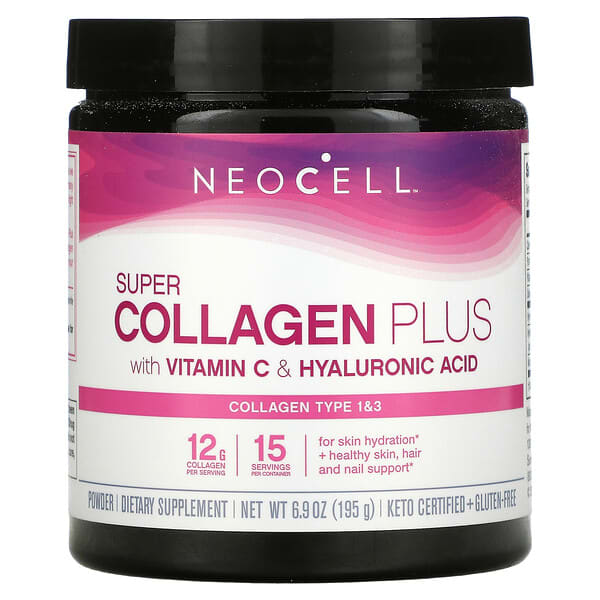 NEOCELL™
SUPER
COLLAGEN PLUS
with VITAMIN C & HYALURONIC ACID
COLLAGEN TYPE 1&3
12G
COLLAGEN
PER SERVING
15
SERVINGS
PER CONTAINER
for skin hydration*
+ healthy skin, hair
and nail support*
POWDER | DIETARY SUPPLEMENT | NET WT 6.9 OZ (195 g) | KETO CERTIFIED + GLUTEN-FREE